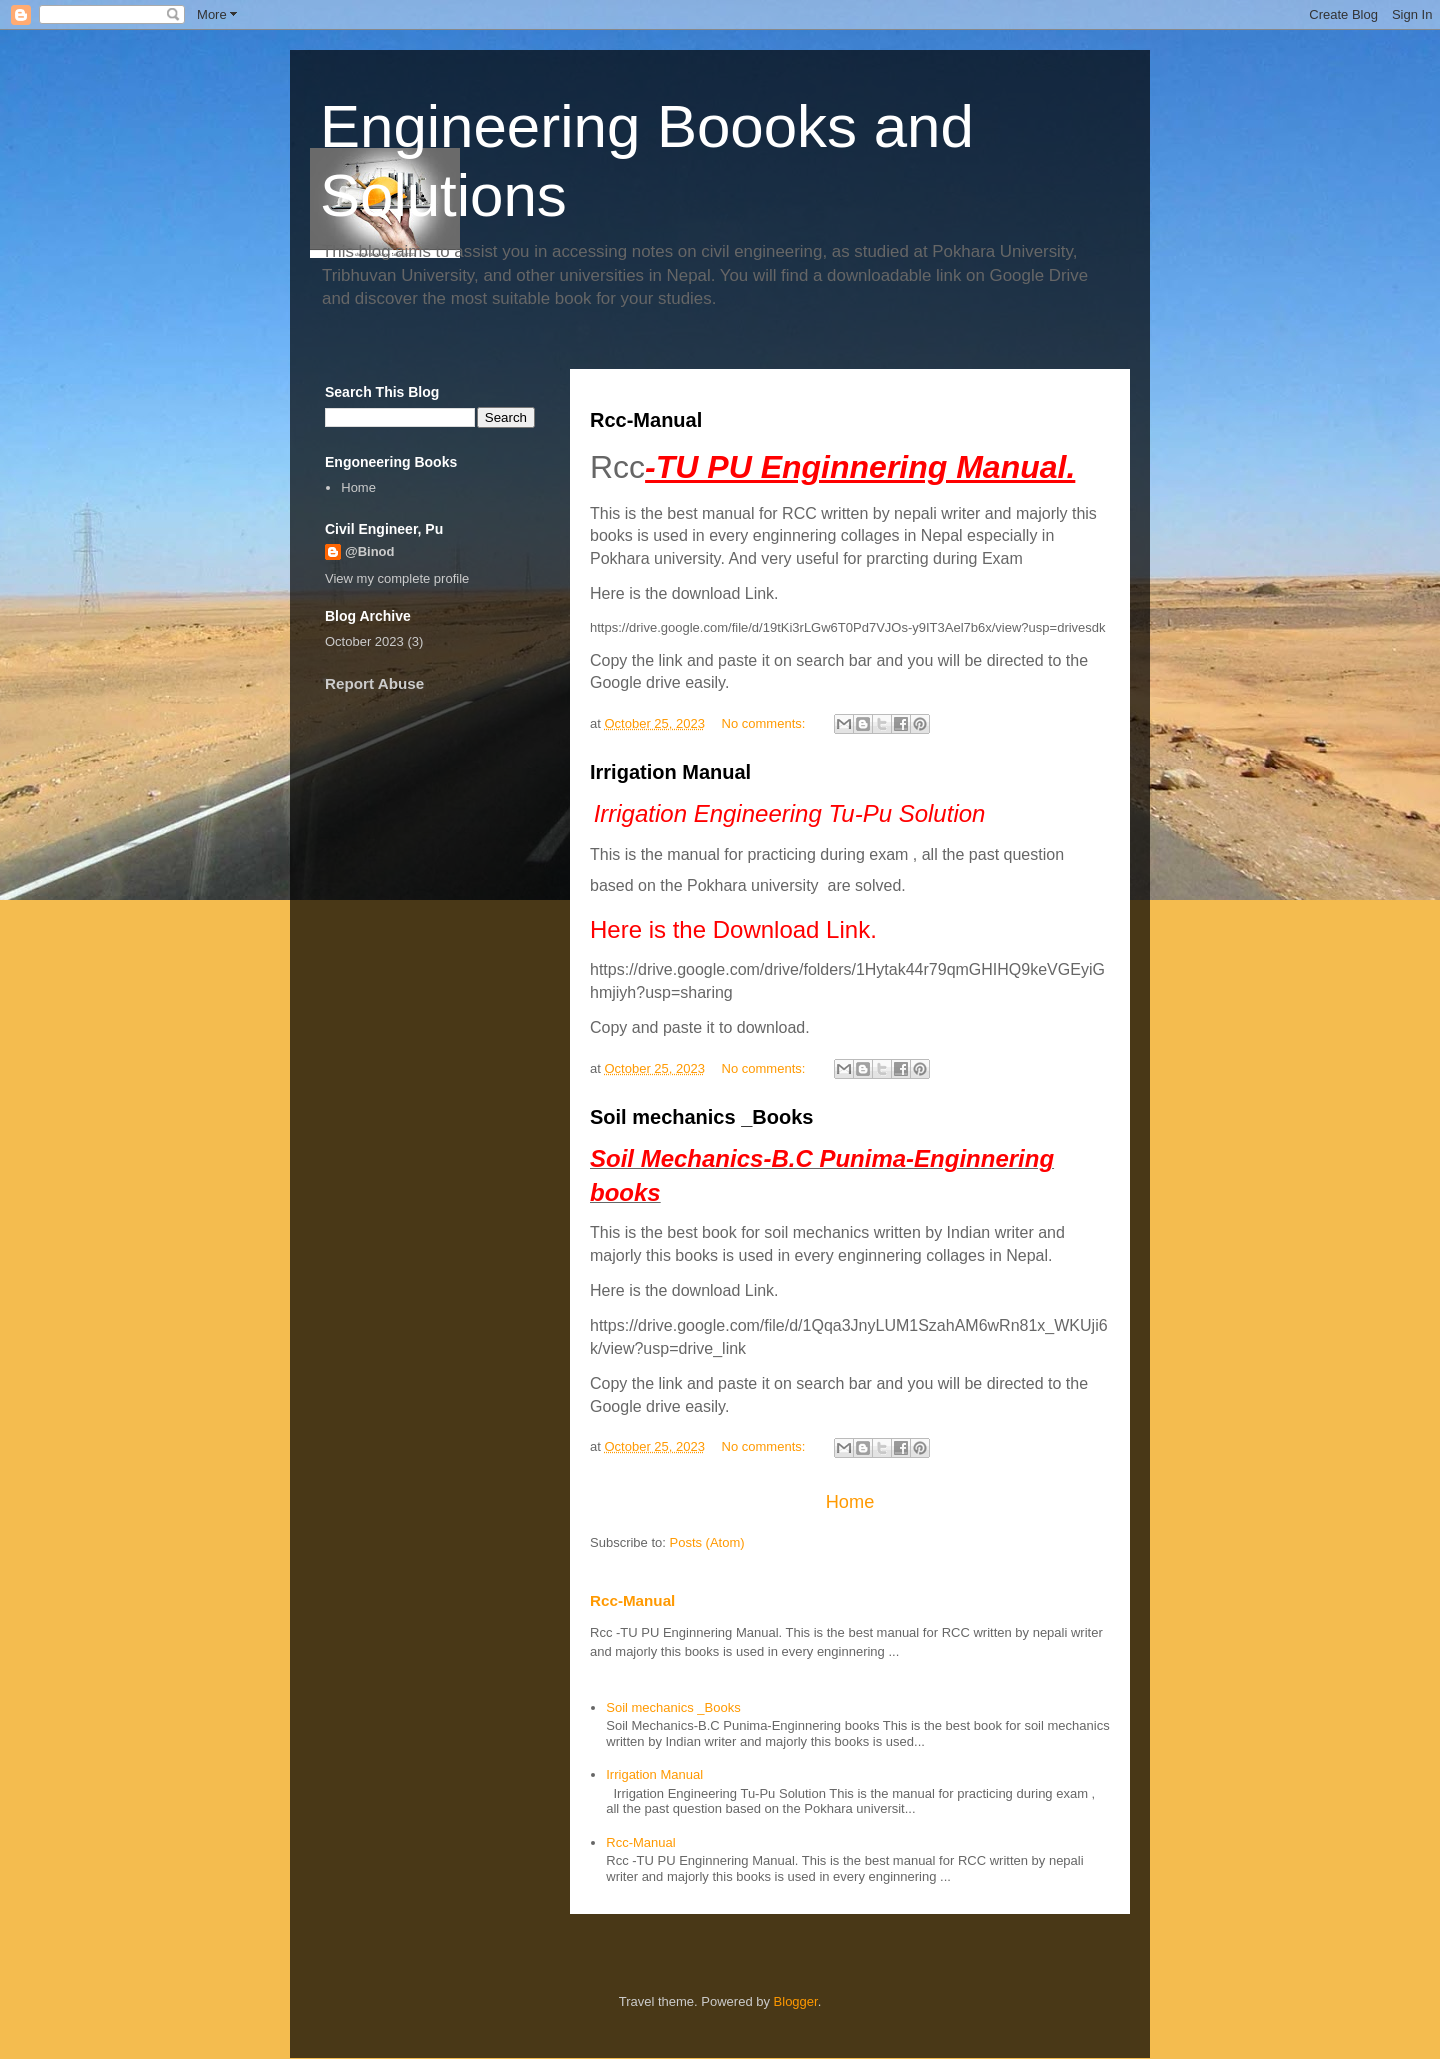 More
Create Blog
Sign In
Engineering Boooks and
Solutions
This blog aims to assist you in accessing notes on civil engineering, as studied at Pokhara University,
Tribhuvan University, and other universities in Nepal. You will find a downloadable link on Google Drive
and discover the most suitable book for your studies.
Search This Blog
Search
Engoneering Books
Home
Civil Engineer, Pu
@Binod
View my complete profile
Blog Archive
October 2023 (3)
Report Abuse
Rcc-Manual
Rcc-TU PU Enginnering Manual.
This is the best manual for RCC written by nepali writer and majorly this
books is used in every enginnering collages in Nepal especially in
Pokhara university. And very useful for prarcting during Exam
Here is the download Link.
https://drive.google.com/file/d/19tKi3rLGw6T0Pd7VJOs-y9IT3Ael7b6x/view?usp=drivesdk
Copy the link and paste it on search bar and you will be directed to the
Google drive easily.
at October 25, 2023 No comments:
Irrigation Manual
Irrigation Engineering Tu-Pu Solution
This is the manual for practicing during exam , all the past question
based on the Pokhara university  are solved.
Here is the Download Link.
https://drive.google.com/drive/folders/1Hytak44r79qmGHIHQ9keVGEyiG
hmjiyh?usp=sharing
Copy and paste it to download.
at October 25, 2023 No comments:
Soil mechanics _Books
Soil Mechanics-B.C Punima-Enginnering
books
This is the best book for soil mechanics written by Indian writer and
majorly this books is used in every enginnering collages in Nepal.
Here is the download Link.
https://drive.google.com/file/d/1Qqa3JnyLUM1SzahAM6wRn81x_WKUji6
k/view?usp=drive_link
Copy the link and paste it on search bar and you will be directed to the
Google drive easily.
at October 25, 2023 No comments:
Home
Subscribe to: Posts (Atom)
Rcc-Manual
Rcc -TU PU Enginnering Manual. This is the best manual for RCC written by nepali writer
and majorly this books is used in every enginnering ...
Soil mechanics _Books
Soil Mechanics-B.C Punima-Enginnering books This is the best book for soil mechanics
written by Indian writer and majorly this books is used...
Irrigation Manual
Irrigation Engineering Tu-Pu Solution This is the manual for practicing during exam ,
all the past question based on the Pokhara universit...
Rcc-Manual
Rcc -TU PU Enginnering Manual. This is the best manual for RCC written by nepali
writer and majorly this books is used in every enginnering ...
Travel theme. Powered by Blogger.